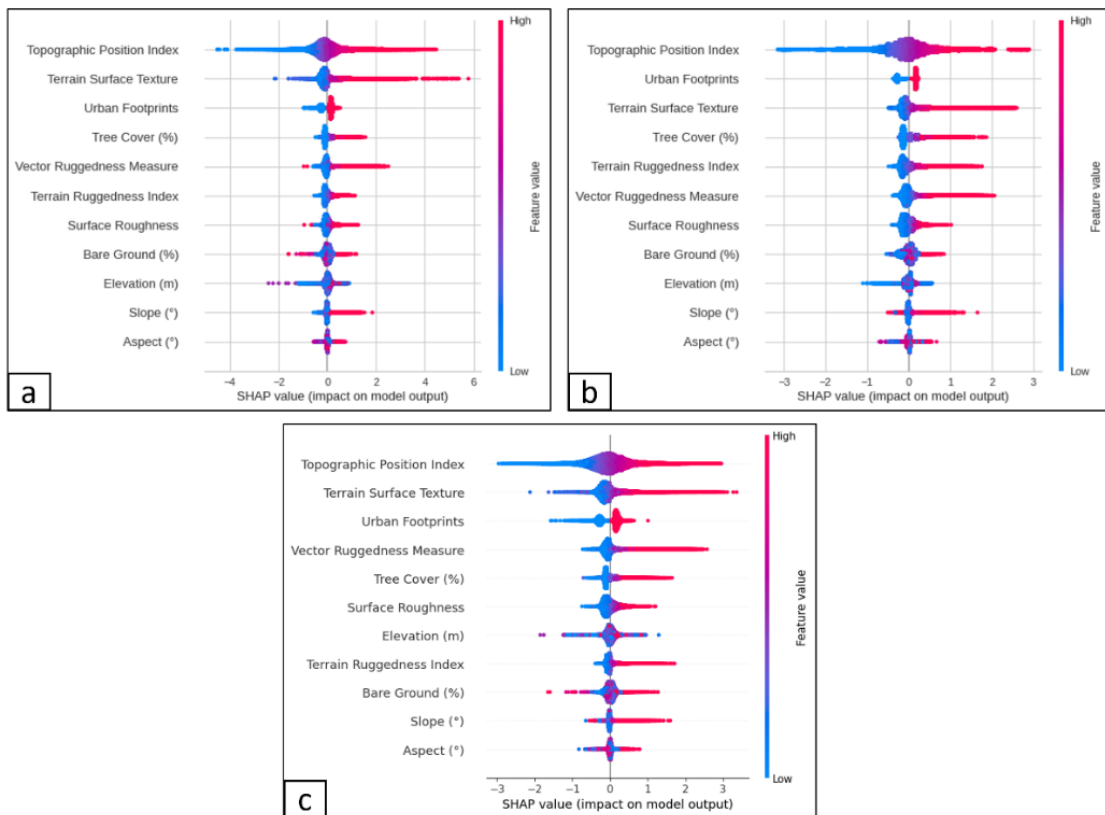 High
Topographic Position Index
Terrain Surface Texture
Urban Footprints
Tree Cover (%)
Vector Ruggedness Measure
Terrain Ruggedness Index
Surface Roughness
Bare Ground (%)
Elevation (m)
Slope (°)
Aspect (°)
Feature value
Low
−4 −2 0 2 4 6
SHAP value (impact on model output)
a
High
Topographic Position Index
Urban Footprints
Terrain Surface Texture
Tree Cover (%)
Terrain Ruggedness Index
Vector Ruggedness Measure
Surface Roughness
Bare Ground (%)
Elevation (m)
Slope (°)
Aspect (°)
Feature value
Low
−3 −2 −1 0 1 2 3
SHAP value (impact on model output)
b
High
Topographic Position Index
Terrain Surface Texture
Urban Footprints
Vector Ruggedness Measure
Tree Cover (%)
Surface Roughness
Elevation (m)
Terrain Ruggedness Index
Bare Ground (%)
Slope (°)
Aspect (°)
Feature value
Low
−3 −2 −1 0 1 2 3
SHAP value (impact on model output)
c